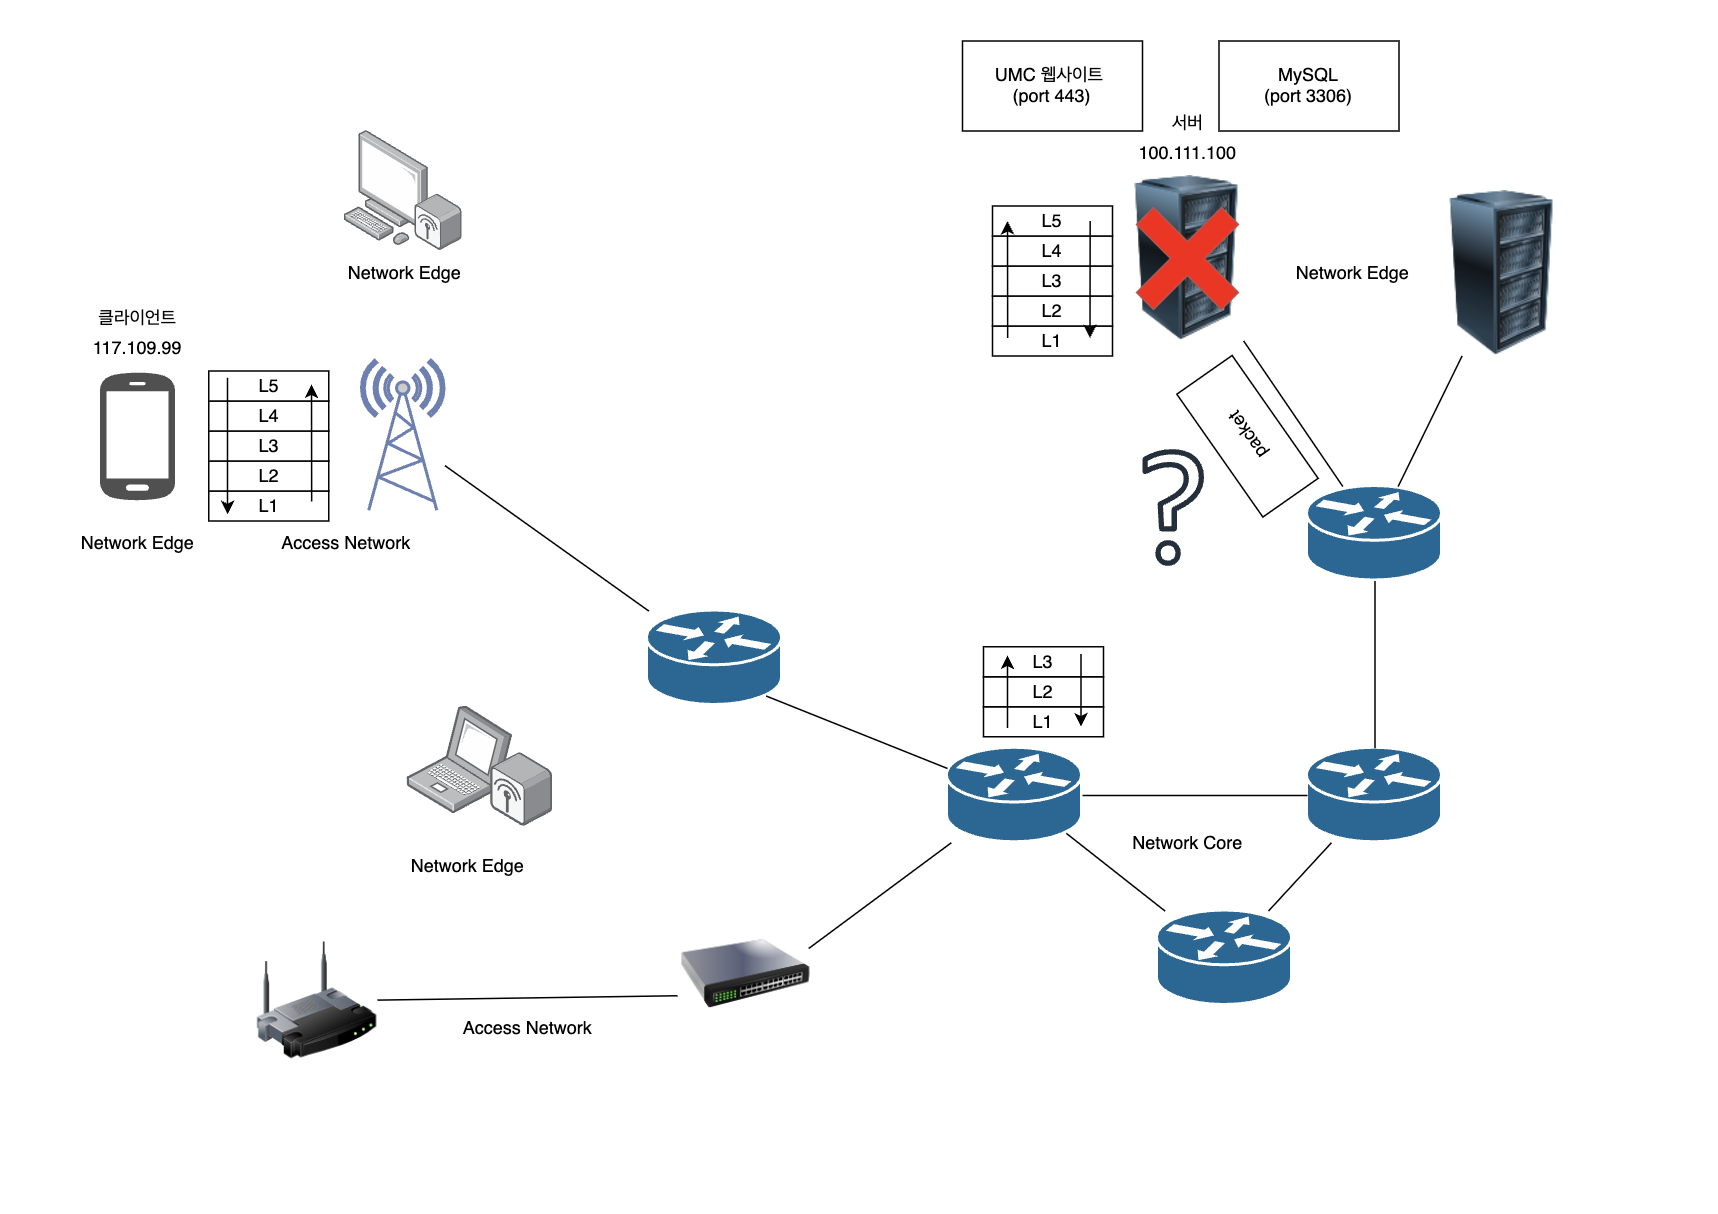 UMC 웹사이트
(port 443)
MySQL
(port 3306)
서버
100.111.100
L5
L4
L3
L2
L1
Network Edge
Network Edge
클라이언트
117.109.99
L5
L4
L3
L2
L1
Network Edge
Access Network
packet
L3
L2
L1
Network Core
Network Edge
Access Network